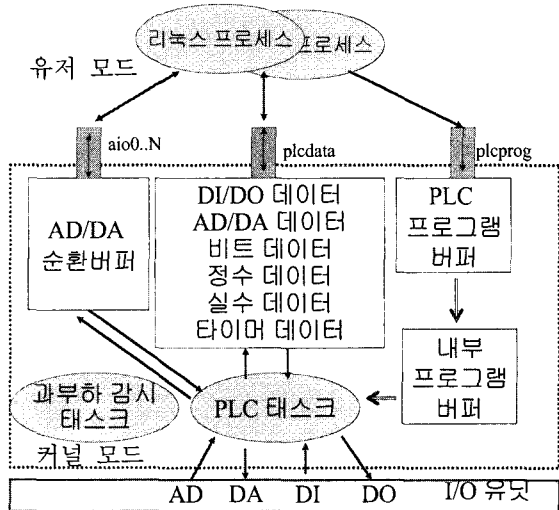 리눅스 프로세스
프로세스
유저 모드
aio0..N
plcdata
plcprog
AD/DA
순환버퍼
DI/DO 데이터
AD/DA 데이터
비트 데이터
정수 데이터
실수 데이터
타이머 데이터
PLC
프로그램
버퍼
내부
프로그램
버퍼
과부하 감시
태스크
PLC 태스크
커널 모드
AD DA DI DO I/O 유닛